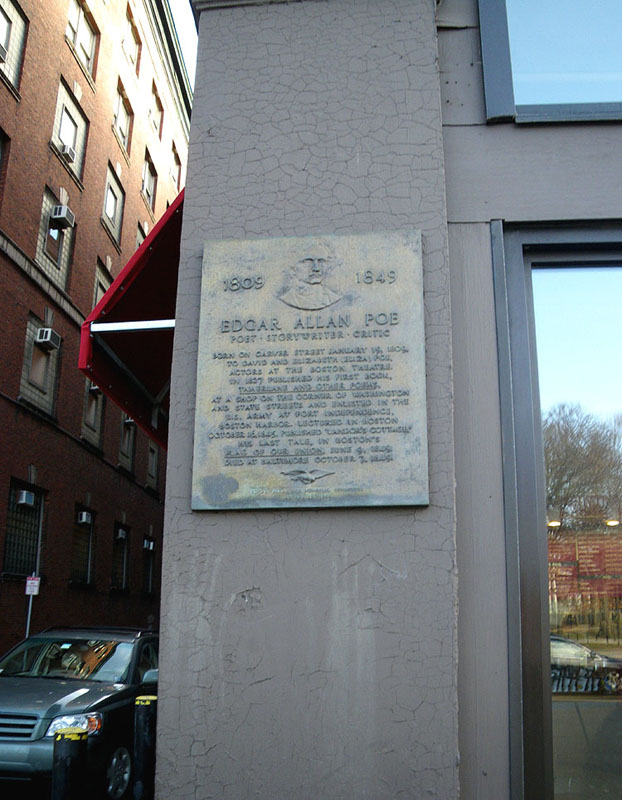 1809 1849
EDGAR ALLAN POE
POET · STORYWRITER · CRITIC
BORN ON CARVER STREET JANUARY 19, 1809,
TO DAVID AND ELIZABETH (ELIZA) POE,
ACTORS AT THE BOSTON THEATRE.
IN 1827 PUBLISHED HIS FIRST BOOK,
TAMERLANE AND OTHER POEMS,
AT A SHOP ON THE CORNER OF WASHINGTON
AND STATE STREETS AND ENLISTED IN THE
U.S. ARMY AT FORT INDEPENDENCE,
BOSTON HARBOR. LECTURED IN BOSTON
OCTOBER 16, 1845. PUBLISHED "LANDOR'S COTTAGE,"
HIS LAST TALE, IN BOSTON'S
FLAG OF OUR UNION, JUNE 9, 1849.
DIED AT BALTIMORE OCTOBER 7, 1849.